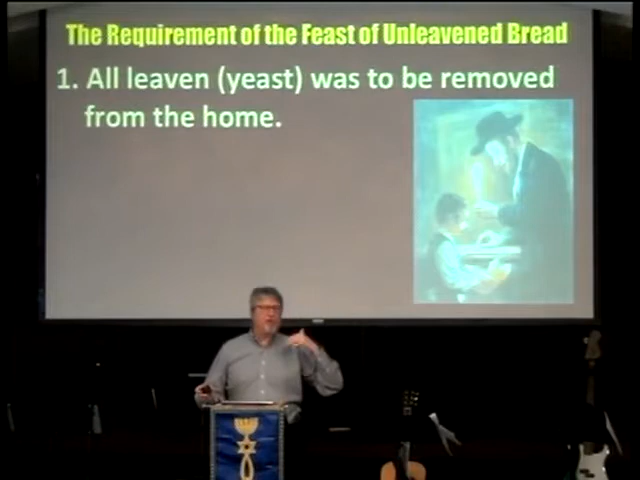 The Requirement of the Feast of Unleavened Bread
1. All leaven (yeast) was to be removed
from the home.